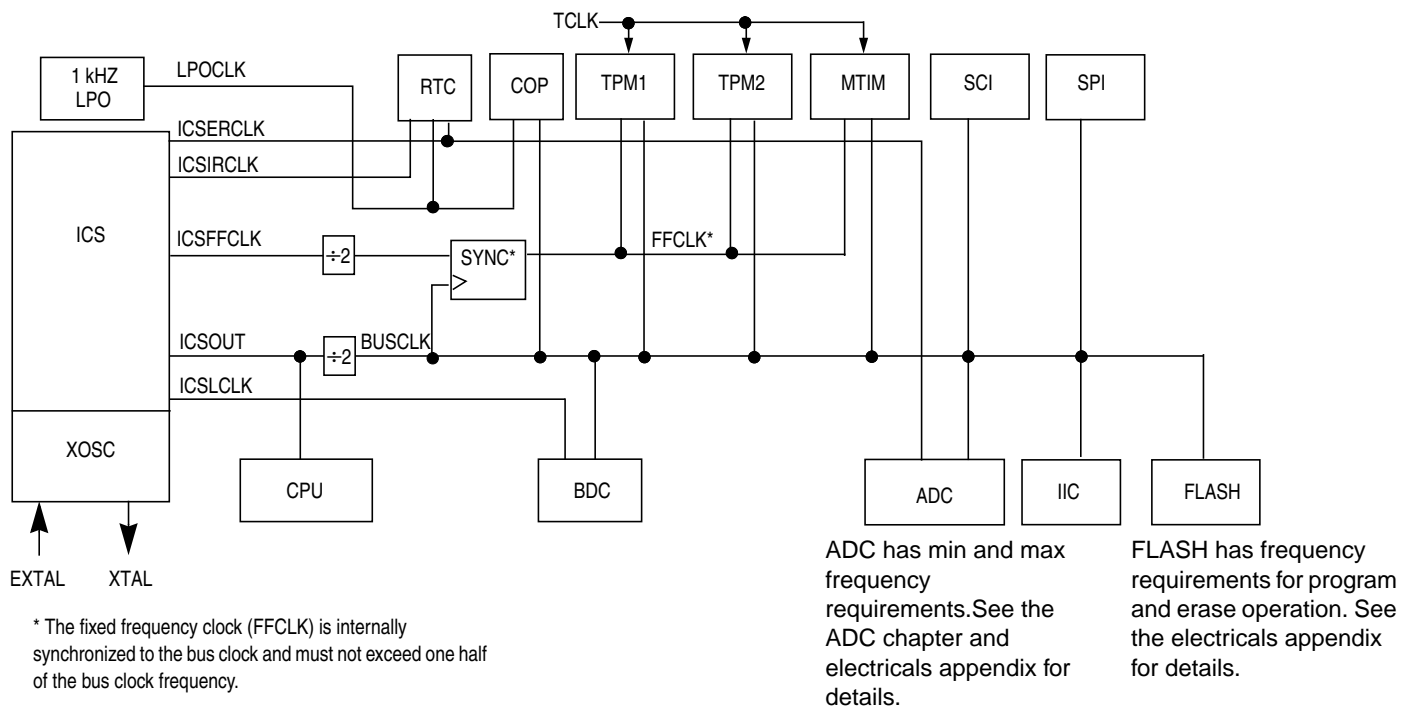 TCLK
1 kHZ
LPO
LPOCLK
RTC
COP
TPM1
TPM2
MTIM
SCI
SPI
ICSERCLK
ICSIRCLK
ICS
ICSFFCLK
÷2
SYNC*
FFCLK*
ICSOUT
÷2
BUSCLK
ICSLCLK
XOSC
CPU
BDC
ADC
IIC
FLASH
EXTAL
XTAL
ADC has min and max
frequency
requirements.See the
ADC chapter and
electricals appendix for
details.
FLASH has frequency
requirements for program
and erase operation. See
the electricals appendix
for details.
* The fixed frequency clock (FFCLK) is internally
synchronized to the bus clock and must not exceed one half
of the bus clock frequency.